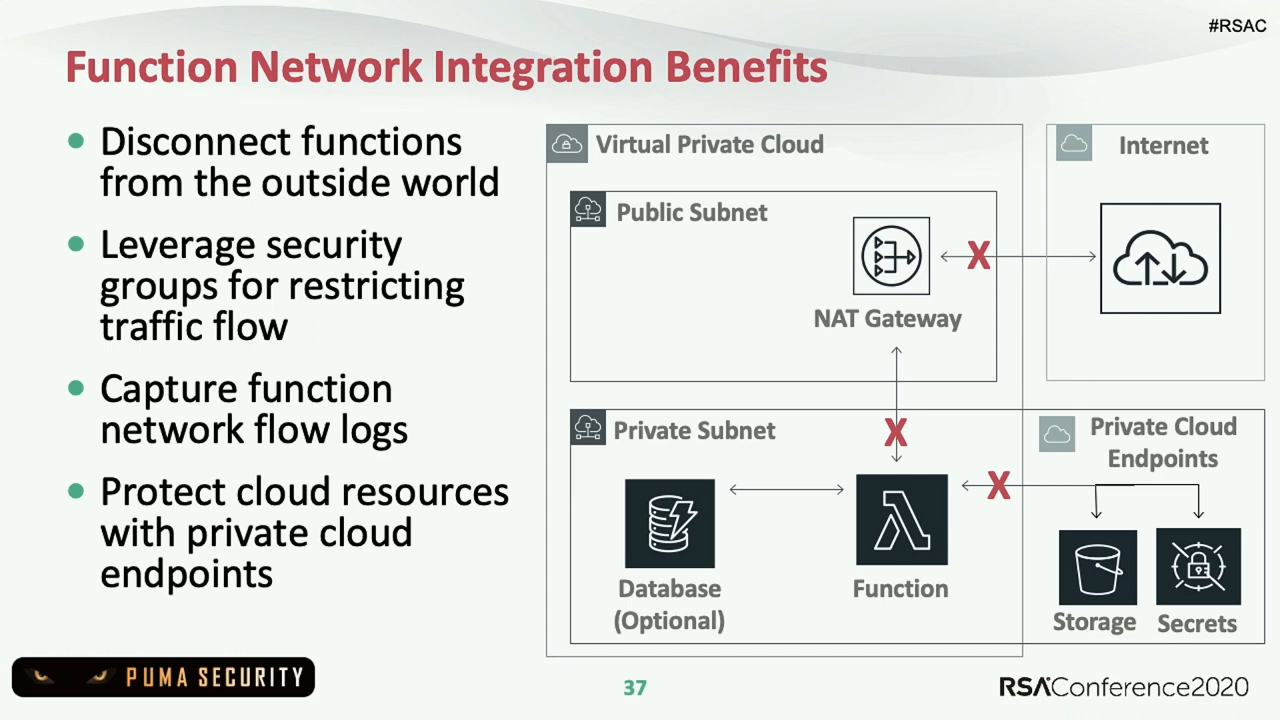 #RSAC
Function Network Integration Benefits
• Disconnect functions
from the outside world
• Leverage security
groups for restricting
traffic flow
• Capture function
network flow logs
• Protect cloud resources
with private cloud
endpoints
Virtual Private Cloud
Internet
Public Subnet
X
NAT Gateway
X
Private Subnet
Private Cloud
Endpoints
X
Database
(Optional)
Function
Storage
Secrets
PUMA SECURITY
37
RSAConference2020